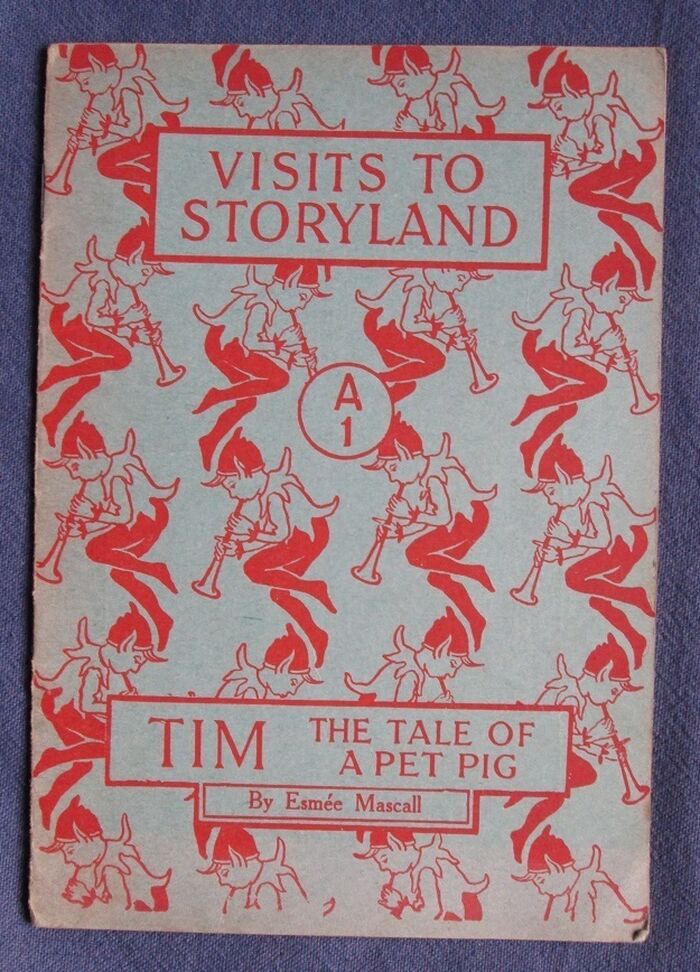 VISITS TO
STORYLAND
A
1
TIM THE TALE OF
A PET PIG
By Esmée Mascall